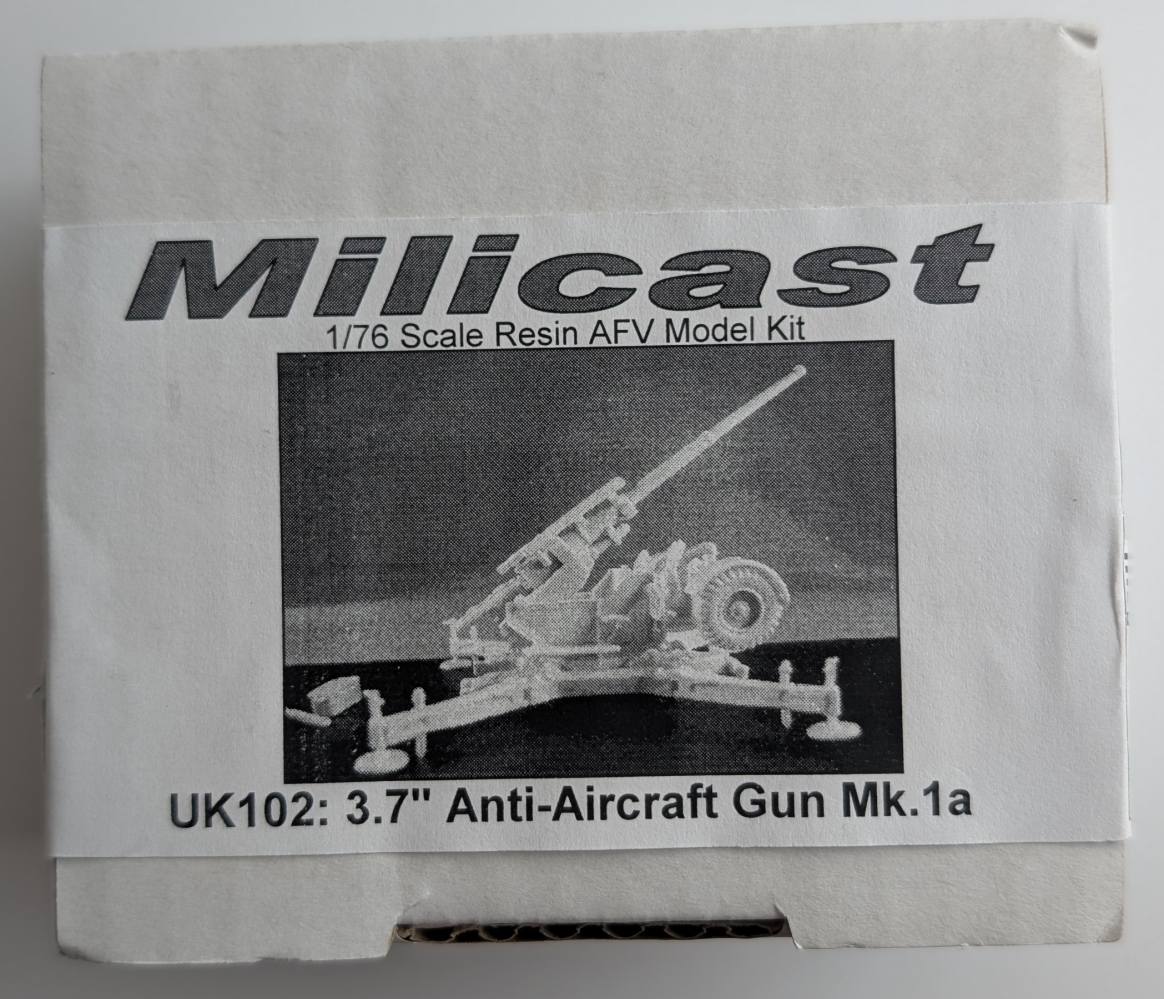 Milicast
1/76 Scale Resin AFV Model Kit
UK102: 3.7" Anti-Aircraft Gun Mk.1a